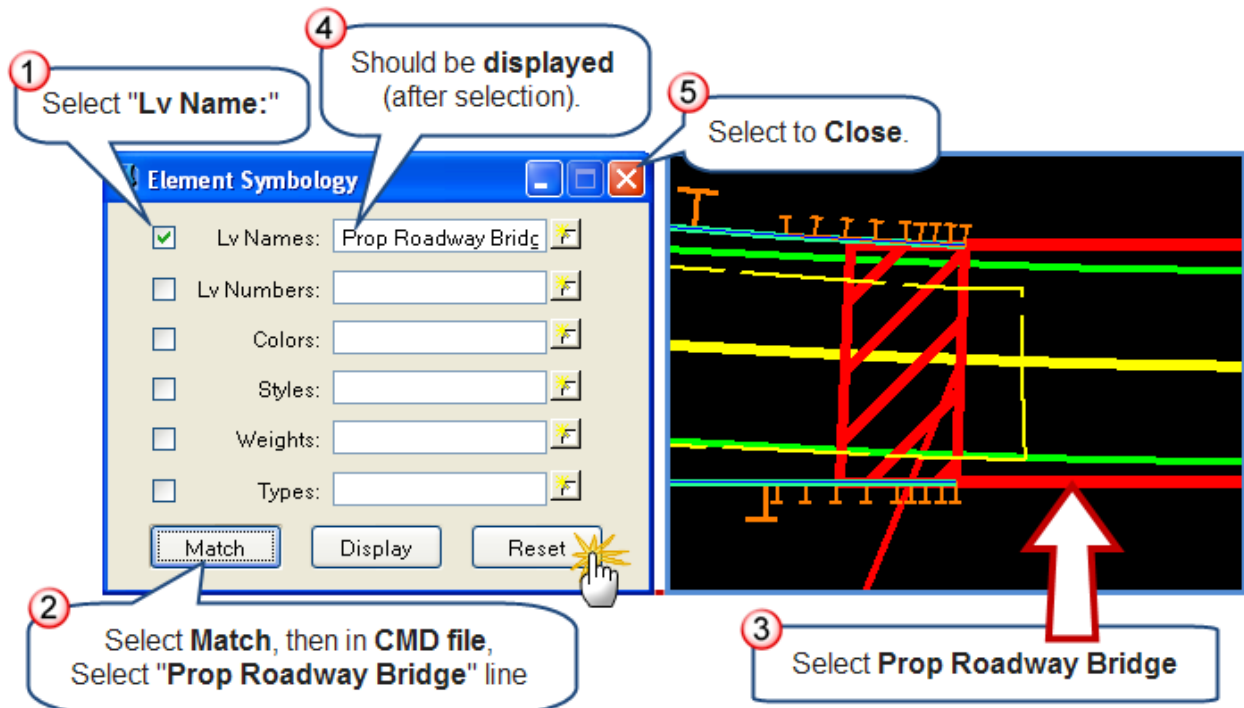 1
Select "Lv Name:"
4
Should be displayed
(after selection).
5
Select to Close.
Element Symbology
Lv Names: Prop Roadway Bridg
Lv Numbers:
Colors:
Styles:
Weights:
Types:
Match Display Reset
2
Select Match, then in CMD file,
Select "Prop Roadway Bridge" line
3
Select Prop Roadway Bridge